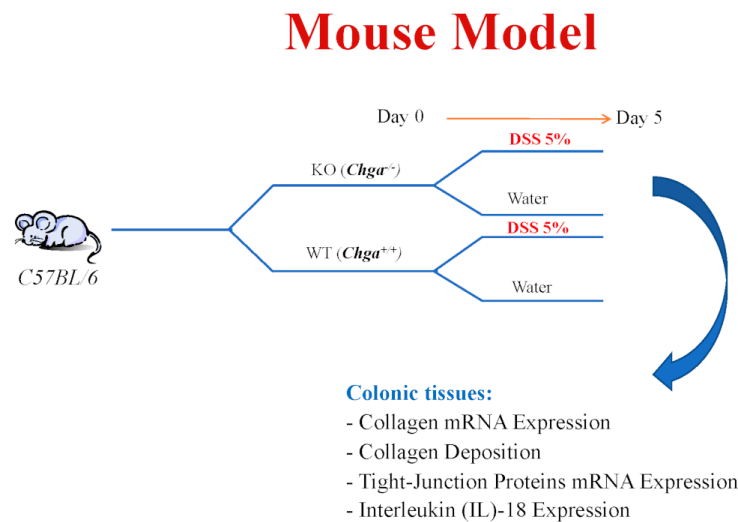 Mouse Model
Day 0
Day 5
DSS 5%
KO (Chga-/-)
Water
DSS 5%
WT (Chga+/+)
Water
C57BL/6
Colonic tissues:
- Collagen mRNA Expression
- Collagen Deposition
- Tight-Junction Proteins mRNA Expression
- Interleukin (IL)-18 Expression